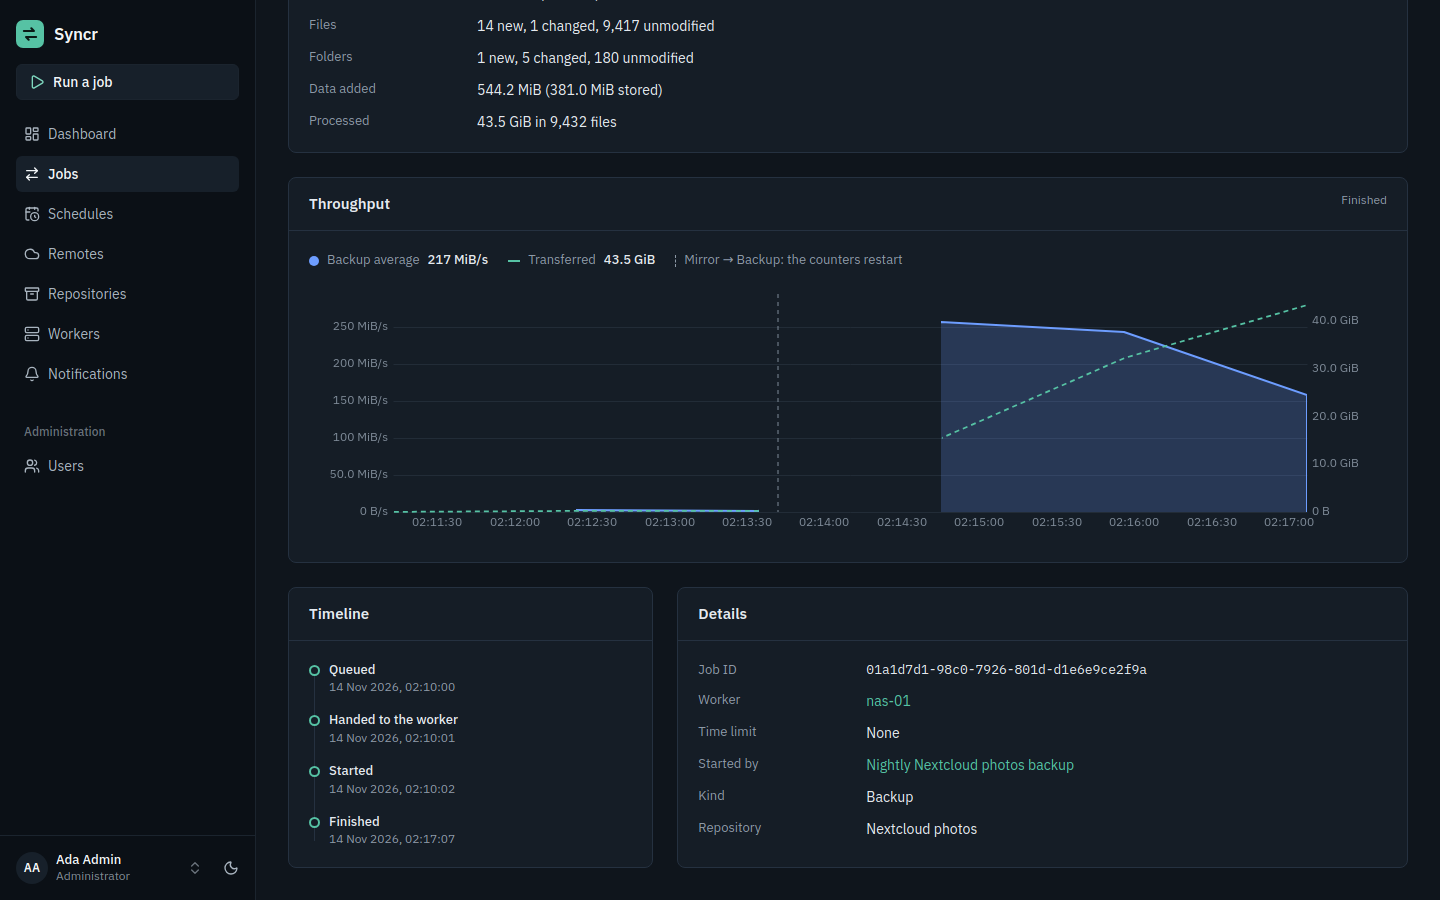 Syncr
Run a job
Dashboard
Jobs
Schedules
Remotes
Repositories
Workers
Notifications
Administration
Users
AA
Ada Admin
Administrator
Files 14 new, 1 changed, 9,417 unmodified
Folders 1 new, 5 changed, 180 unmodified
Data added 544.2 MiB (381.0 MiB stored)
Processed 43.5 GiB in 9,432 files
Throughput Finished
Backup average 217 MiB/s Transferred 43.5 GiB Mirror → Backup: the counters restart
250 MiB/s 40.0 GiB
200 MiB/s 30.0 GiB
150 MiB/s 20.0 GiB
100 MiB/s 10.0 GiB
50.0 MiB/s
0 B/s 0 B
02:11:30 02:12:00 02:12:30 02:13:00 02:13:30 02:14:00 02:14:30 02:15:00 02:15:30 02:16:00 02:16:30 02:17:00
Timeline
Queued
14 Nov 2026, 02:10:00
Handed to the worker
14 Nov 2026, 02:10:01
Started
14 Nov 2026, 02:10:02
Finished
14 Nov 2026, 02:17:07
Details
Job ID 01a1d7d1-98c0-7926-801d-d1e6e9ce2f9a
Worker nas-01
Time limit None
Started by Nightly Nextcloud photos backup
Kind Backup
Repository Nextcloud photos